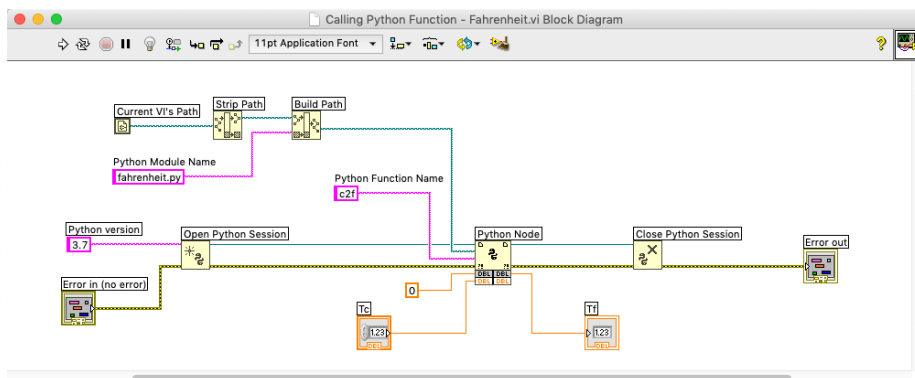 Calling Python Function - Fahrenheit.vi Block Diagram
11pt Application Font
?
Current VI's Path
Strip Path
Build Path
Python Module Name
fahrenheit.py
Python Function Name
c2f
Python version
3.7
Open Python Session
Python Node
Close Python Session
Error out
Error in (no error)
DBL DBL
DBL DBL
0
Tc
Tf
1.23
1.23
DBL
DBL